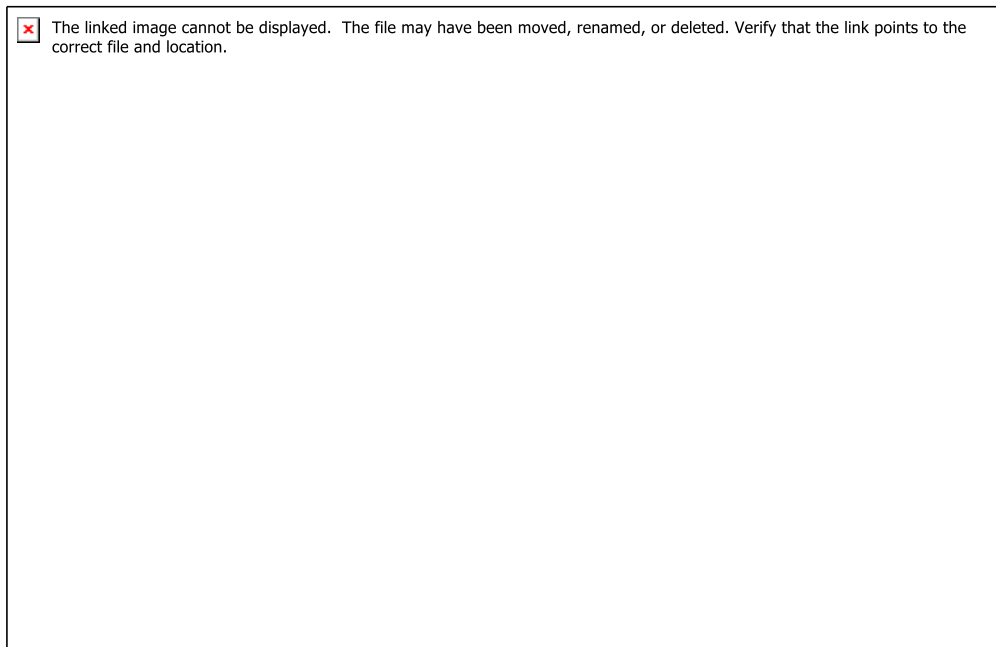 The linked image cannot be displayed.  The file may have been moved, renamed, or deleted. Verify that the link points to the
correct file and location.